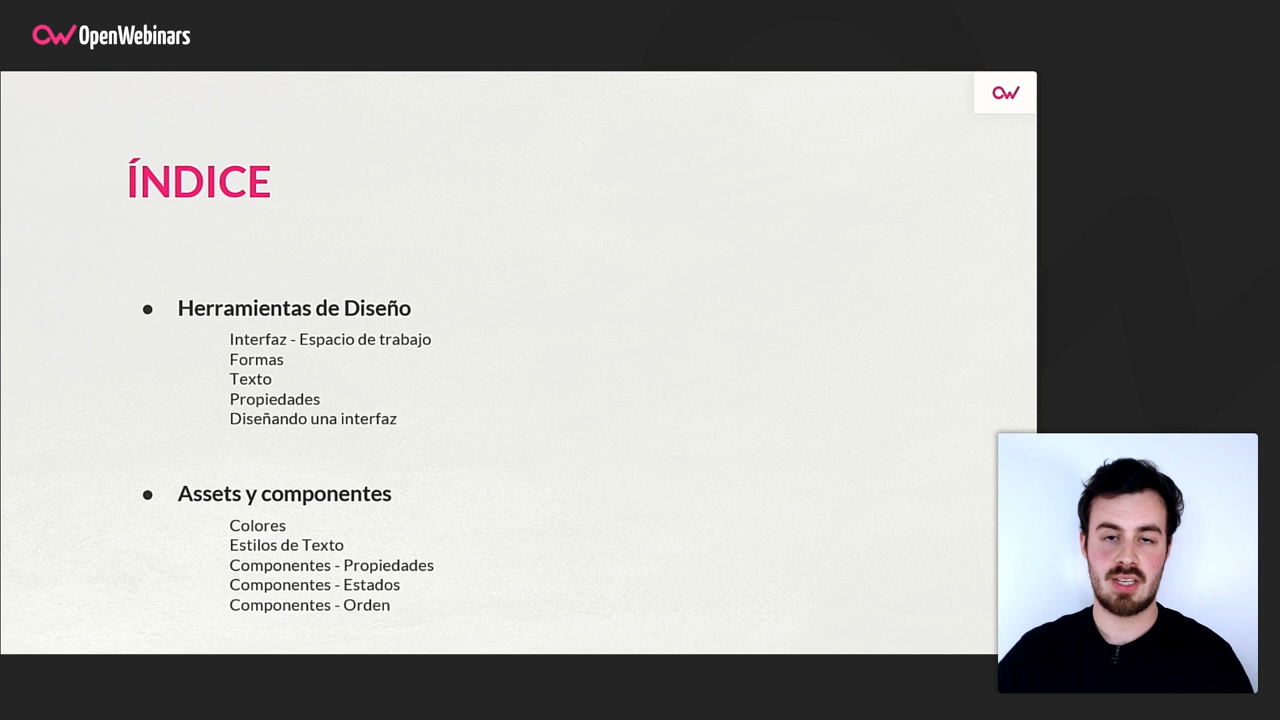 OpenWebinars
ÍNDICE
● Herramientas de Diseño
Interfaz - Espacio de trabajo
Formas
Texto
Propiedades
Diseñando una interfaz
● Assets y componentes
Colores
Estilos de Texto
Componentes - Propiedades
Componentes - Estados
Componentes - Orden